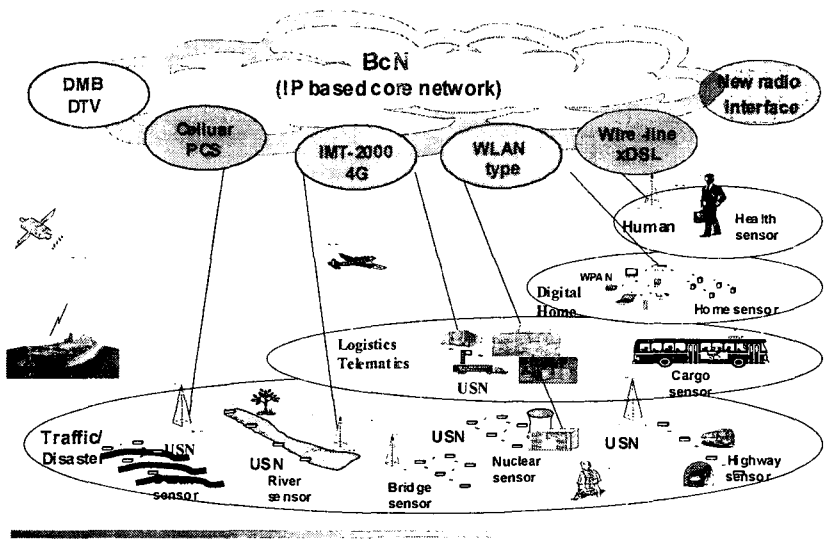 BcN
(IP based core network)
DMB
DTV
Celluar
PCS
IMT-2000
4G
WLAN
type
Wire-line
xDSL
New radio
interface
Human
Health
sensor
WPAN
Digital
Home
Home sensor
Logistics
Telematics
USN
Cargo
sensor
Traffic/
Disaster
USN
sensor
USN
River
sensor
Bridge
sensor
USN
Nuclear
sensor
USN
Highway
sensor